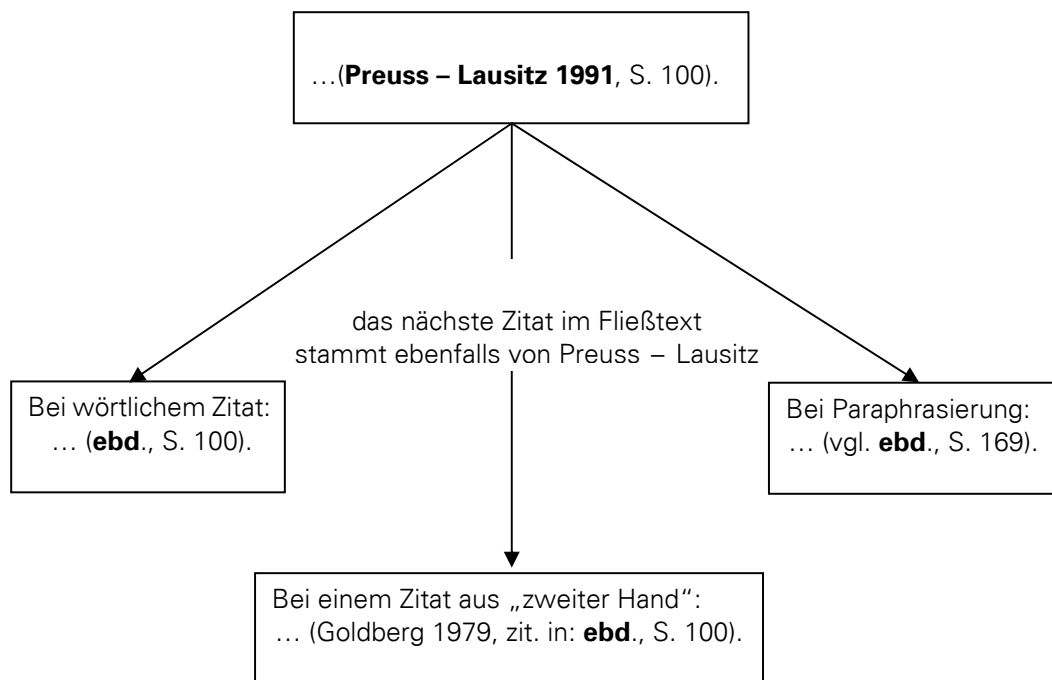 …(Preuss – Lausitz 1991, S. 100).
das nächste Zitat im Fließtext
stammt ebenfalls von Preuss – Lausitz
Bei wörtlichem Zitat:
… (ebd., S. 100).
Bei Paraphrasierung:
… (vgl. ebd., S. 169).
Bei einem Zitat aus „zweiter Hand“:
… (Goldberg 1979, zit. in: ebd., S. 100).